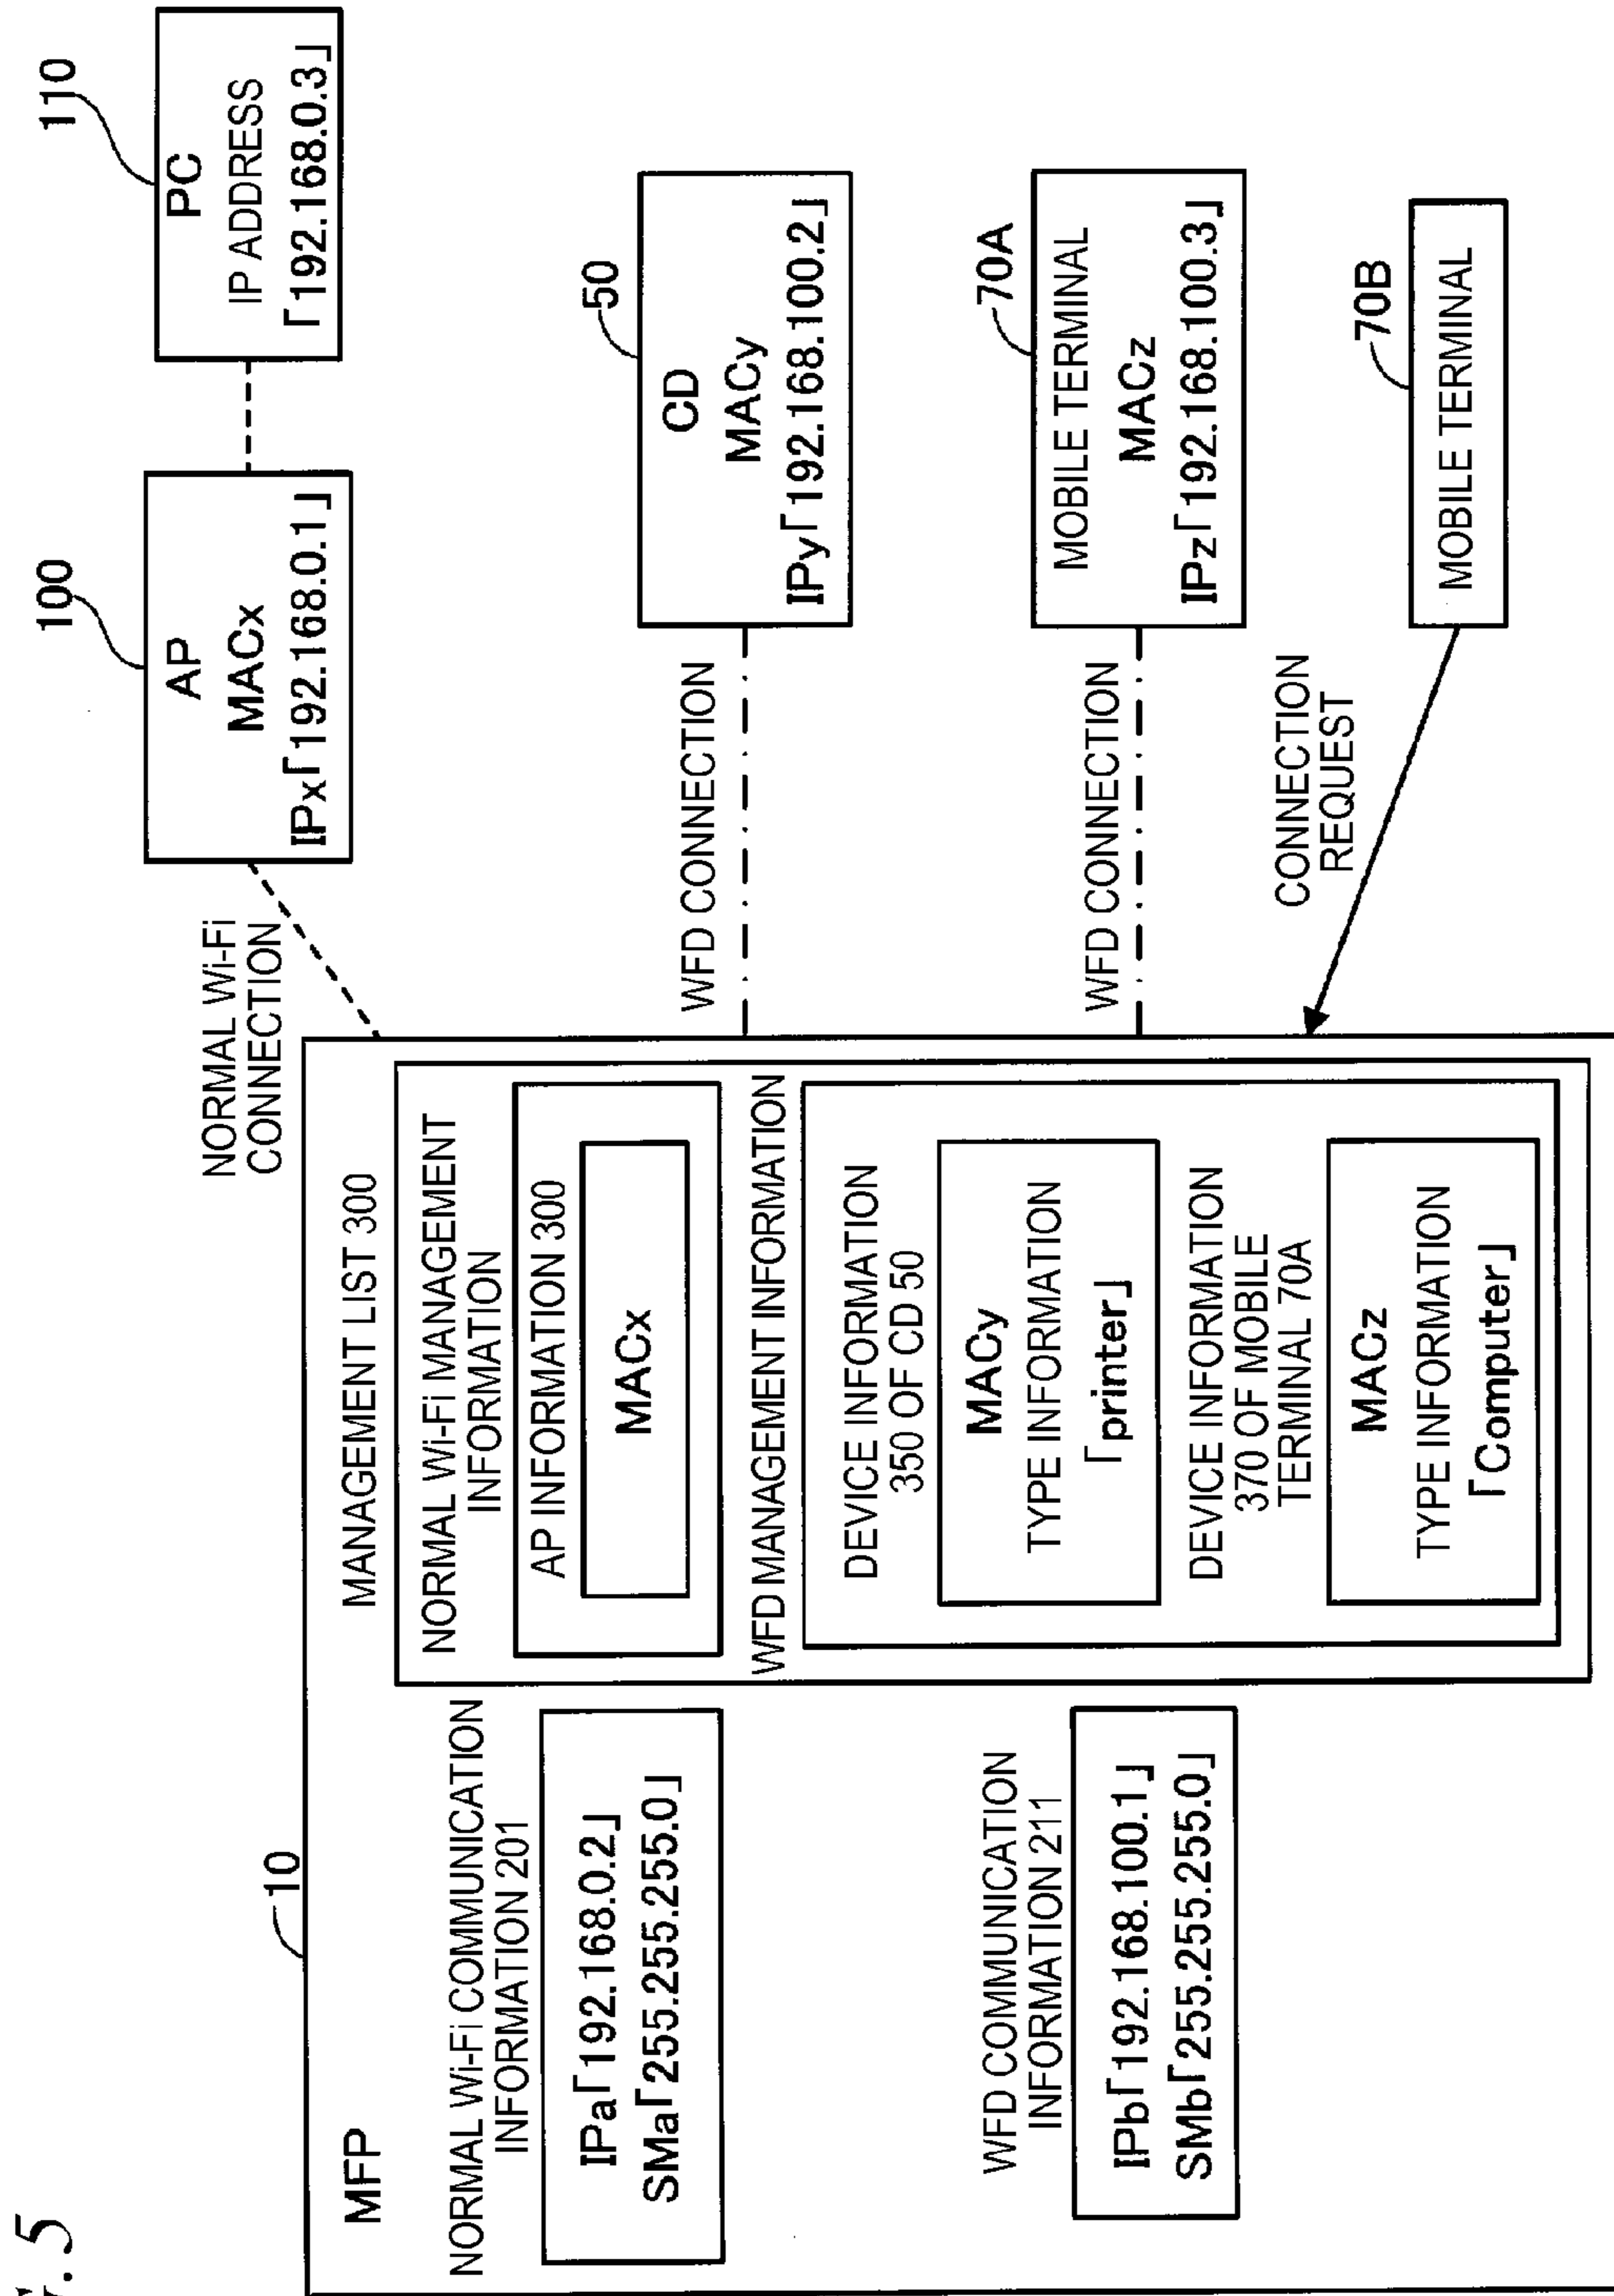 G. 5
10
MFP
NORMAL Wi-Fi COMMUNICATION
INFORMATION 201
IPa「192.168.0.2」
SMa「255.255.255.0」
WFD COMMUNICATION
INFORMATION 211
IPb「192.168.100.1」
SMb「255.255.255.0」
MANAGEMENT LIST 300
NORMAL Wi-Fi MANAGEMENT
INFORMATION
AP INFORMATION 300
MACx
WFD MANAGEMENT INFORMATION
DEVICE INFORMATION
350 OF CD 50
MACy
TYPE INFORMATION
「printer」
DEVICE INFORMATION
370 OF MOBILE
TERMINAL 70A
MACz
TYPE INFORMATION
「Computer」
NORMAL Wi-Fi
CONNECTION
WFD CONNECTION
WFD CONNECTION
CONNECTION
REQUEST
100
AP
MACx
IPx「192.168.0.1」
110
PC
IP ADDRESS
「192.168.0.3」
50
CD
MACy
IPy「192.168.100.2」
70A
MOBILE TERMINAL
MACz
IPz「192.168.100.3」
70B
MOBILE TERMINAL